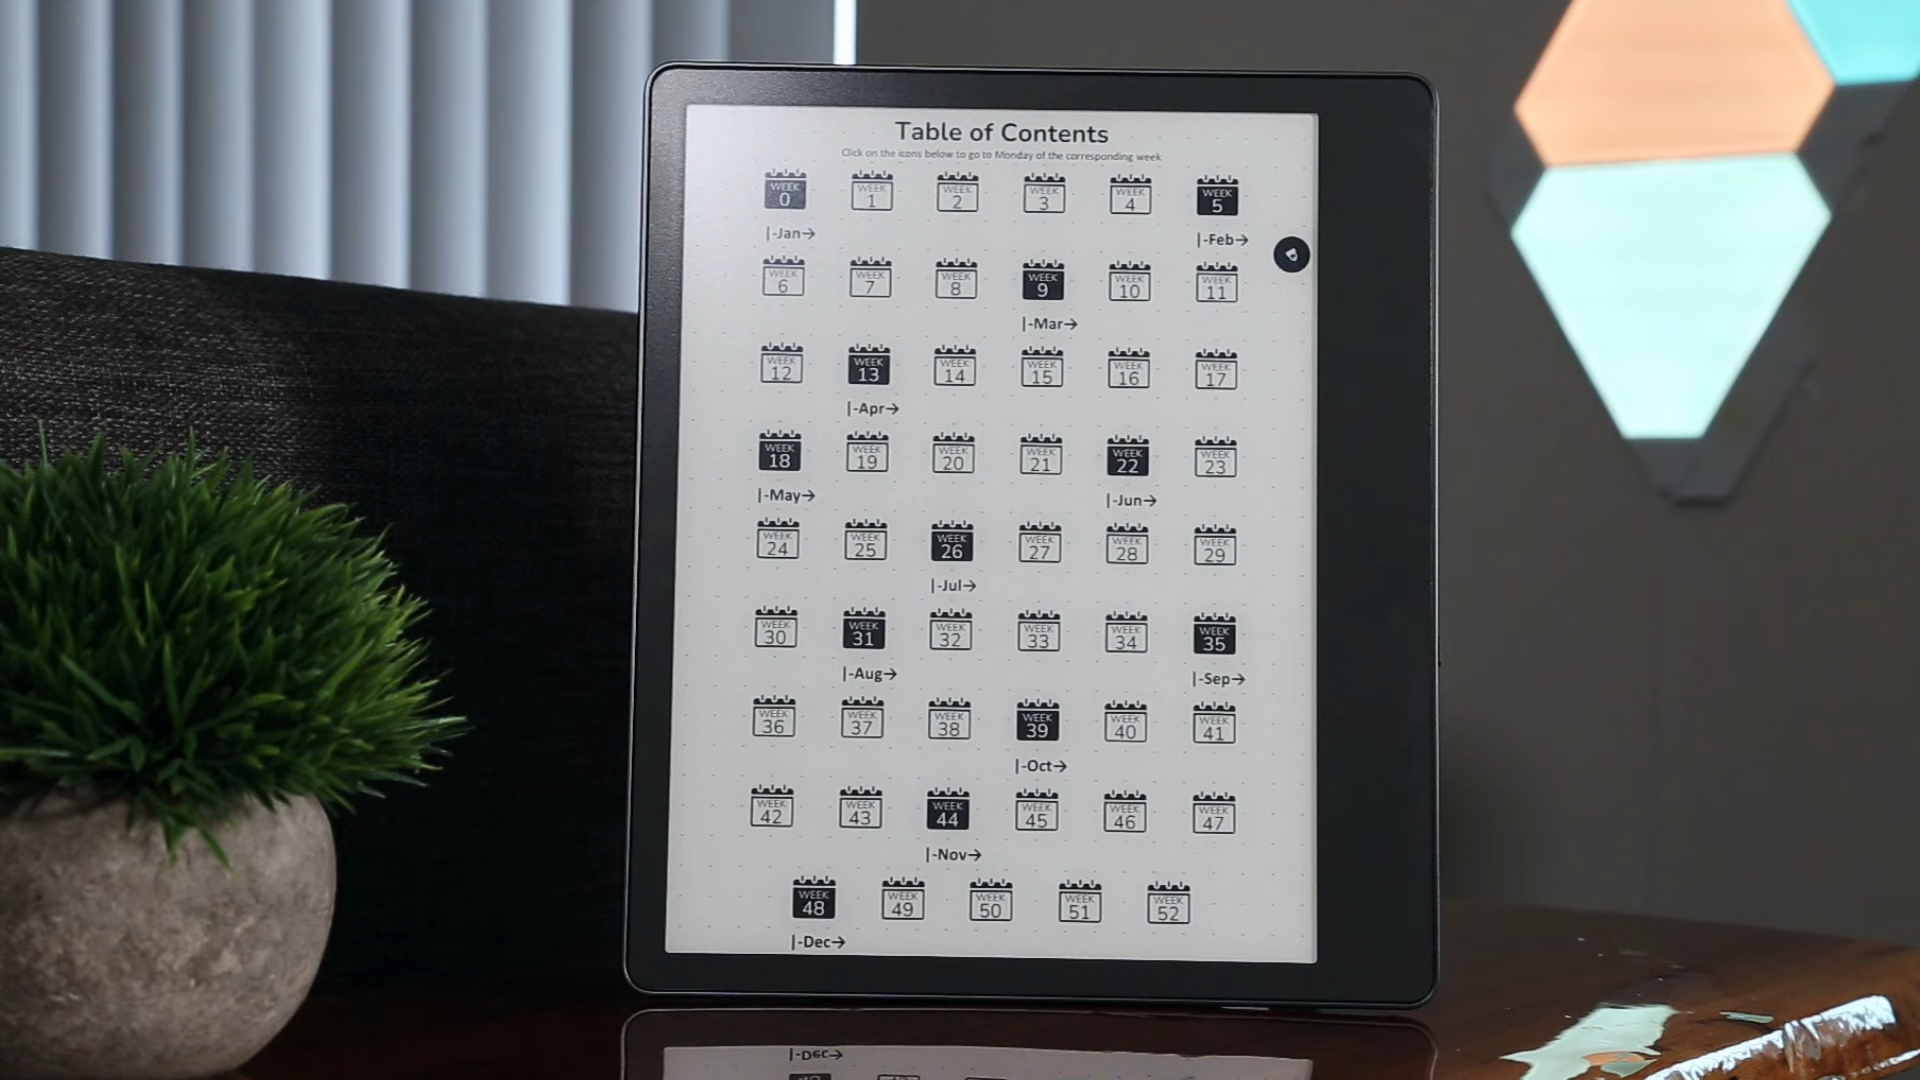 Table of Contents
Click on the icons below to go to Monday of the corresponding week
WEEK 0 WEEK 1 WEEK 2 WEEK 3 WEEK 4 WEEK 5
|-Jan→ |-Feb→
WEEK 6 WEEK 7 WEEK 8 WEEK 9 WEEK 10 WEEK 11
|-Mar→
WEEK 12 WEEK 13 WEEK 14 WEEK 15 WEEK 16 WEEK 17
|-Apr→
WEEK 18 WEEK 19 WEEK 20 WEEK 21 WEEK 22 WEEK 23
|-May→ |-Jun→
WEEK 24 WEEK 25 WEEK 26 WEEK 27 WEEK 28 WEEK 29
|-Jul→
WEEK 30 WEEK 31 WEEK 32 WEEK 33 WEEK 34 WEEK 35
|-Aug→ |-Sep→
WEEK 36 WEEK 37 WEEK 38 WEEK 39 WEEK 40 WEEK 41
|-Oct→
WEEK 42 WEEK 43 WEEK 44 WEEK 45 WEEK 46 WEEK 47
|-Nov→
WEEK 48 WEEK 49 WEEK 50 WEEK 51 WEEK 52
|-Dec→